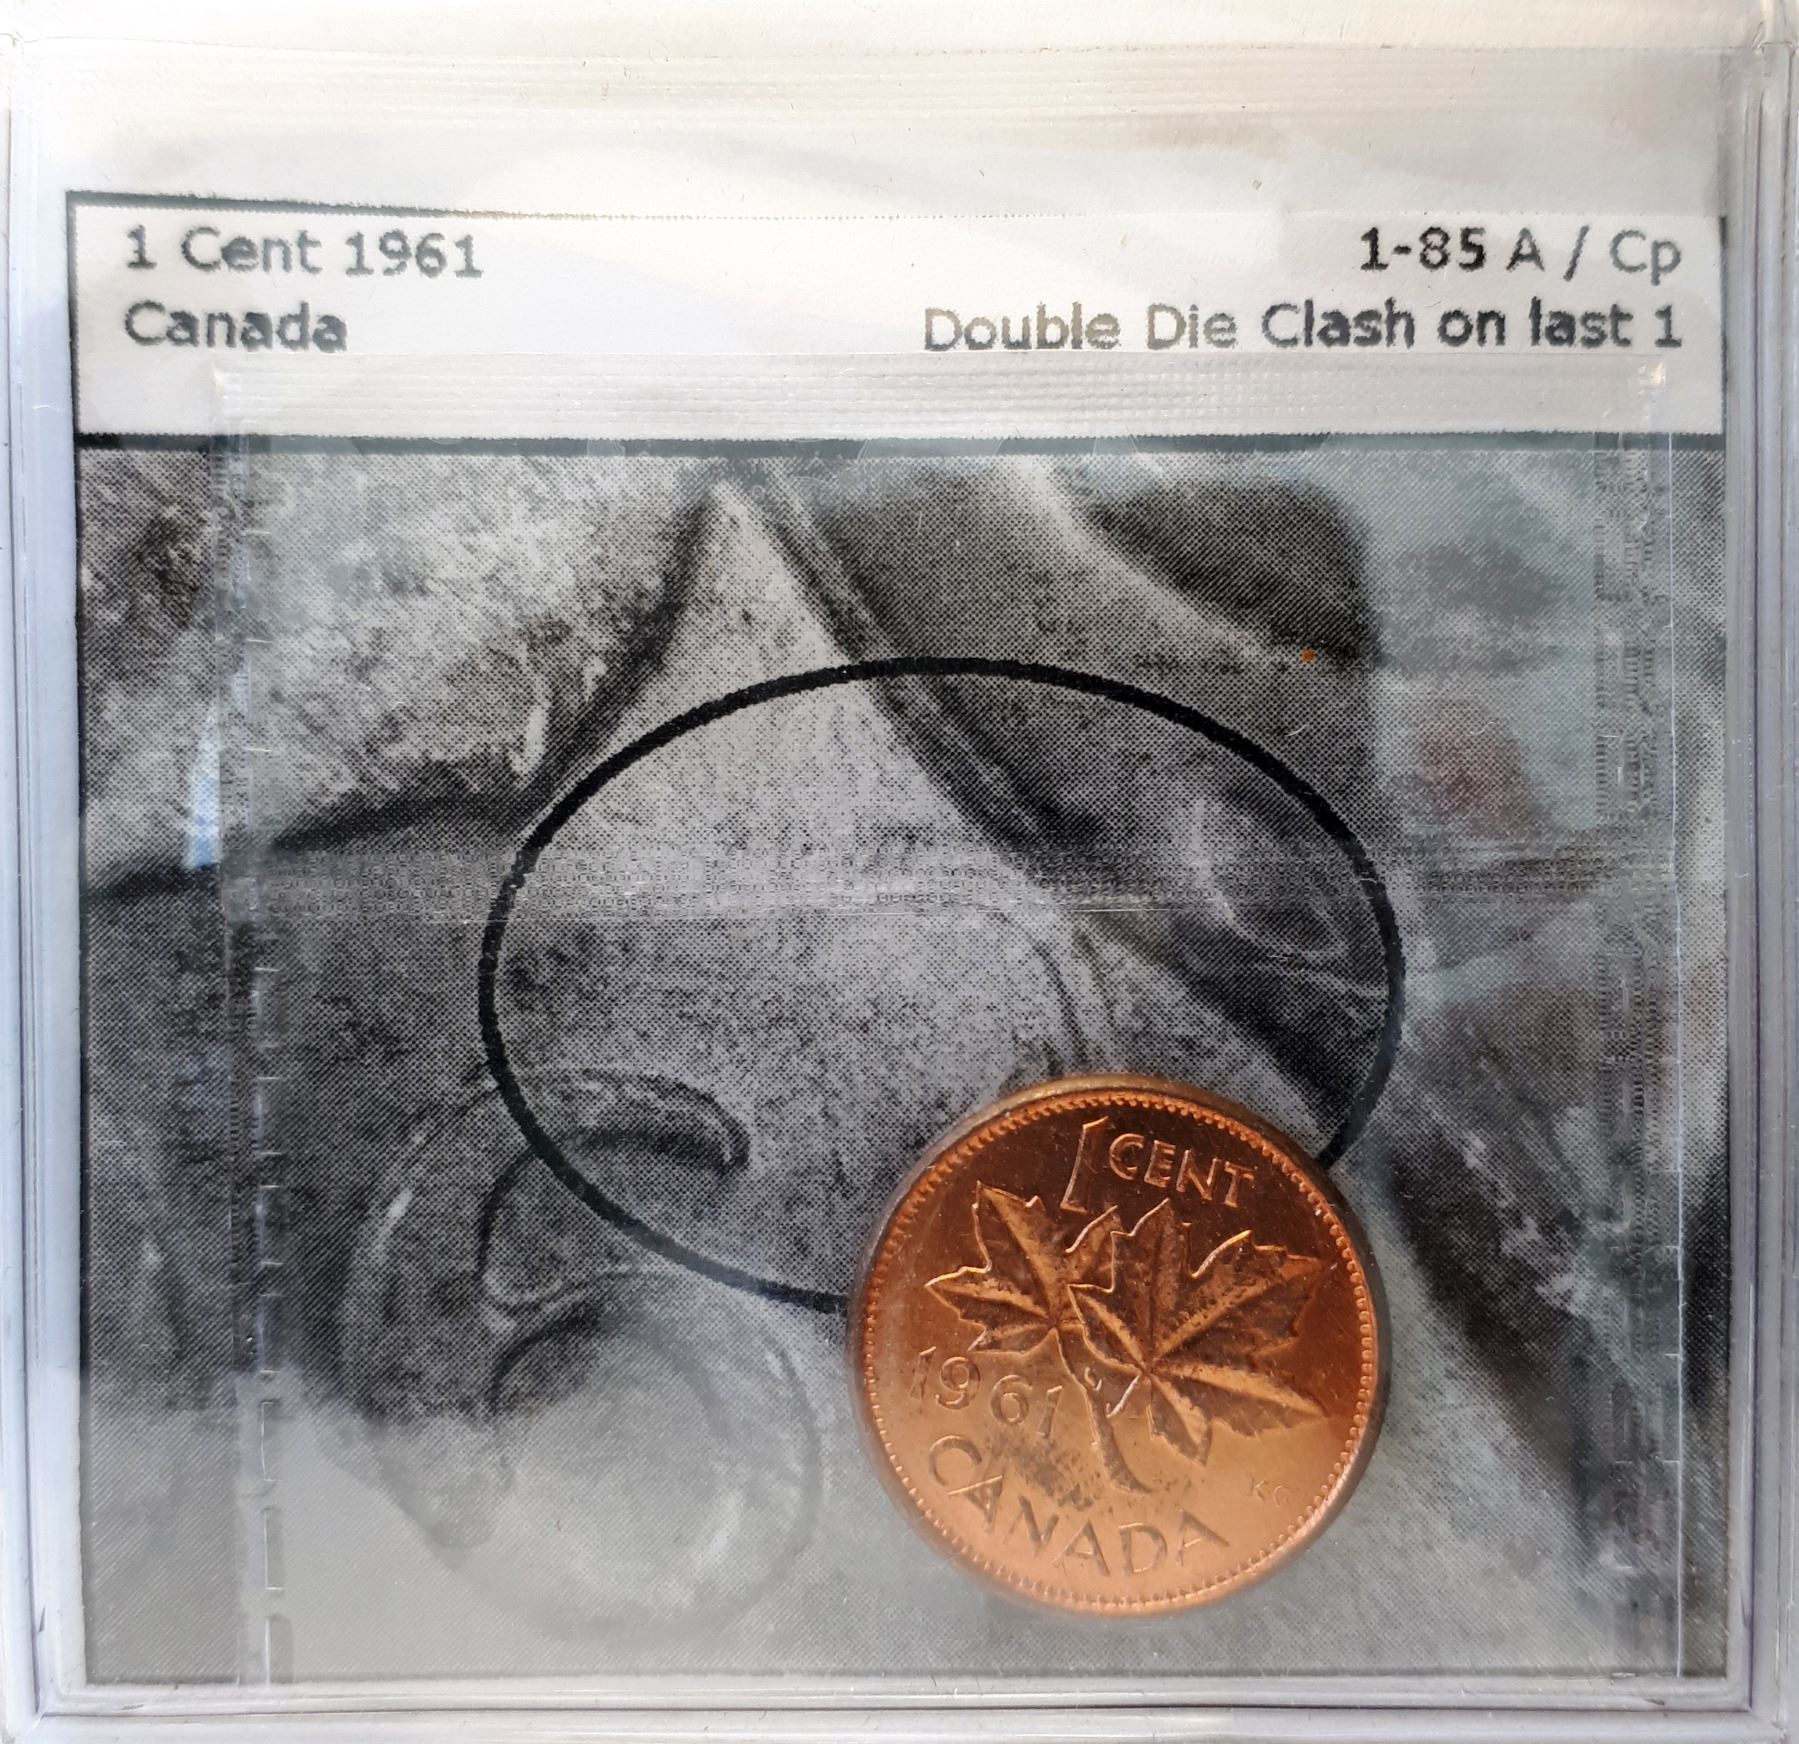 1 Cent 1961
1-85 A / Cp
Canada
Double Die Clash on last 1
1 CENT
1961
CANADA
KG